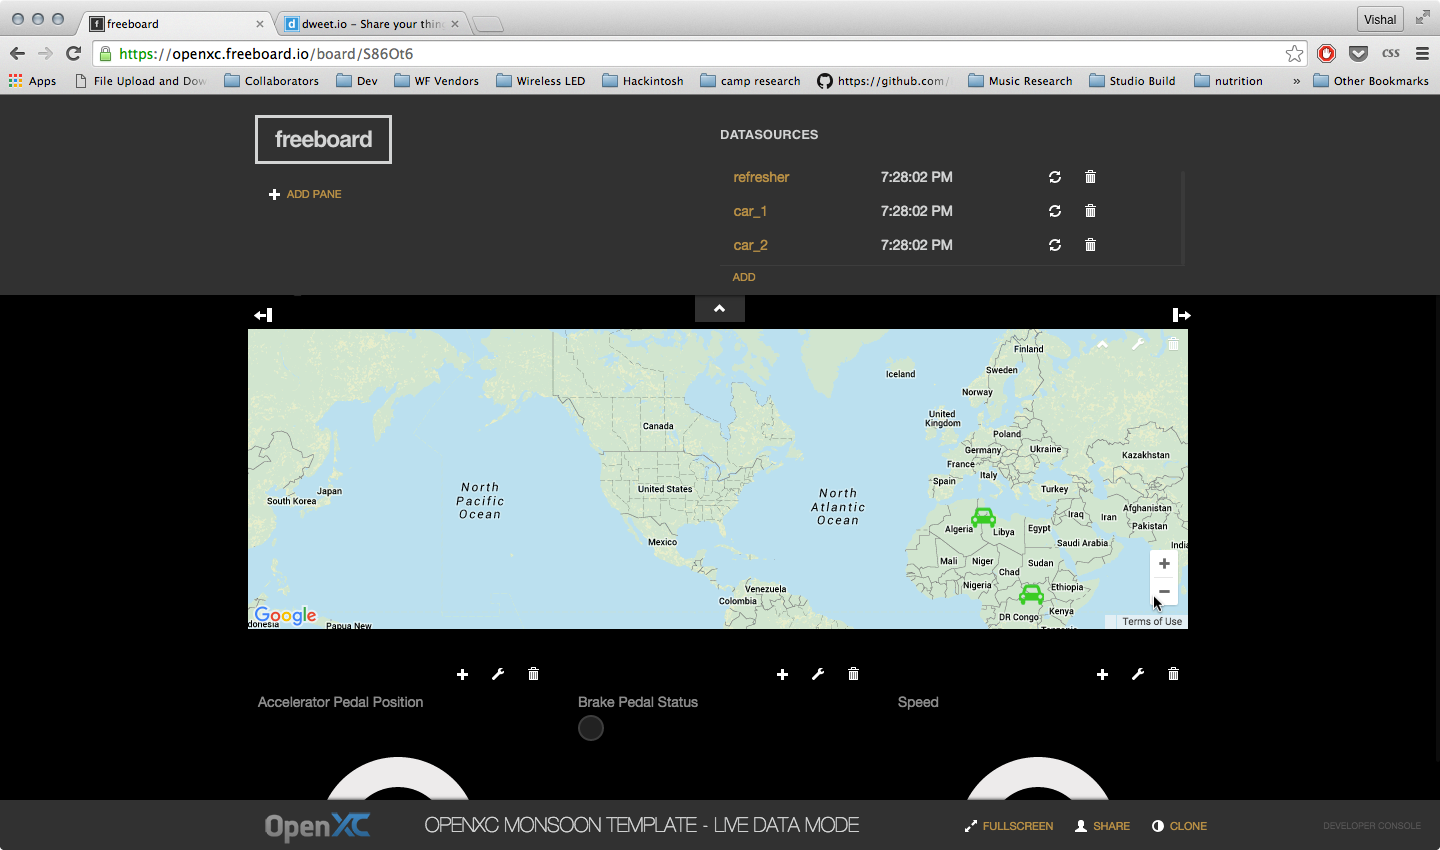 freeboard
dweet.io – Share your thin
Vishal
https://openxc.freeboard.io/board/S86Ot6
css
Apps
File Upload and Dow
Collaborators
Dev
WF Vendors
Wireless LED
Hackintosh
camp research
https://github.com/
Music Research
Studio Build
nutrition
»
Other Bookmarks
freeboard
ADD PANE
DATASOURCES
refresher 7:28:02 PM
car_1 7:28:02 PM
car_2 7:28:02 PM
ADD
Finland
Iceland
Sweden
Norway
United
Kingdom
Canada
Poland
Germany
Ukraine
France
Kazakhstan
Italy
Spain
North
Pacific
Ocean
Japan
South Korea
United States
North
Atlantic
Ocean
Turkey
Iraq
Iran
Afghanistan
Pakistan
Algeria
Libya
Egypt
Saudi Arabia
India
Mexico
Mali
Niger
Chad
Sudan
Nigeria
Ethiopia
Venezuela
Colombia
Kenya
DR Congo
Google
donesia
Papua New
Tanzania
Terms of Use
Accelerator Pedal Position
Brake Pedal Status
Speed
OpenXC
OPENXC MONSOON TEMPLATE - LIVE DATA MODE
FULLSCREEN
SHARE
CLONE
DEVELOPER CONSOLE